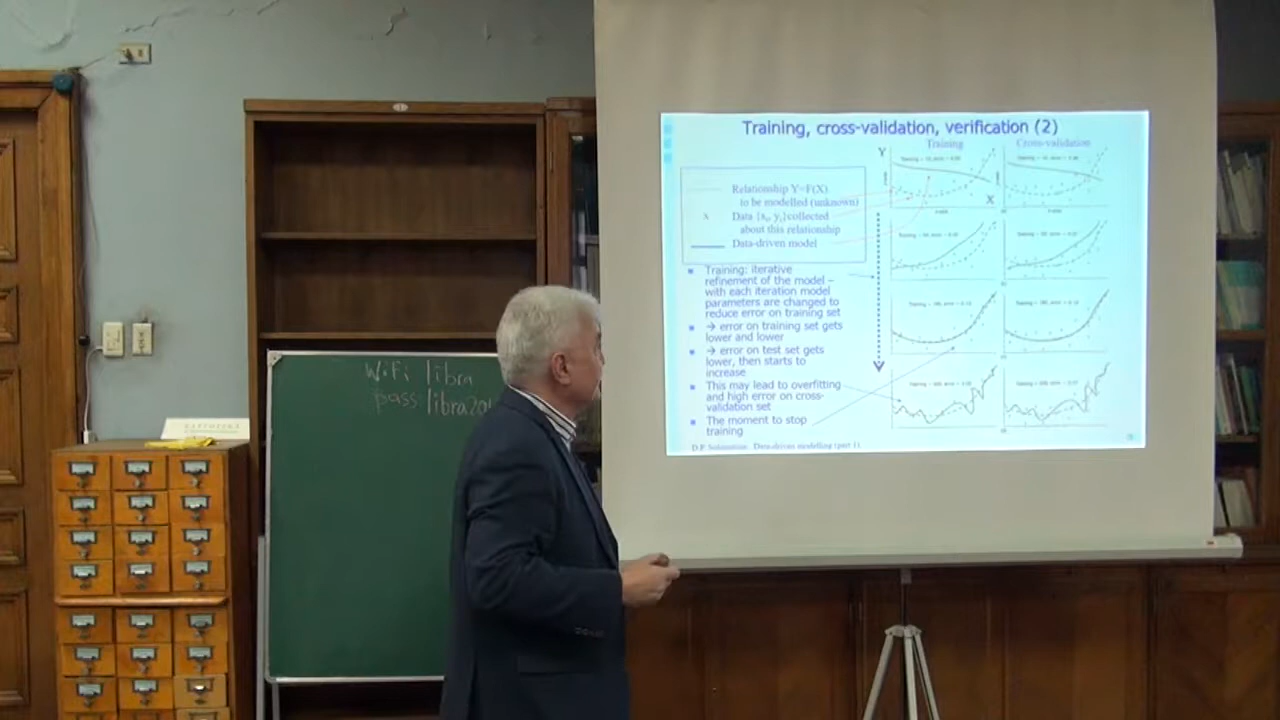 WiFi libra
pass: libra201
Training, cross-validation, verification (2)
Training
Cross-validation
Y
X
Relationship Y=F(X)
to be modelled (unknown)
x
Data {xᵢ, yᵢ}collected
about this relationship
Data-driven model
Training: iterative
refinement of the model –
with each iteration model
parameters are changed to
reduce error on training set
→ error on training set gets
lower and lower
→ error on test set gets
lower, then starts to
increase
This may lead to overfitting
and high error on cross-
validation set
The moment to stop
training
Data-driven modelling (part 1).